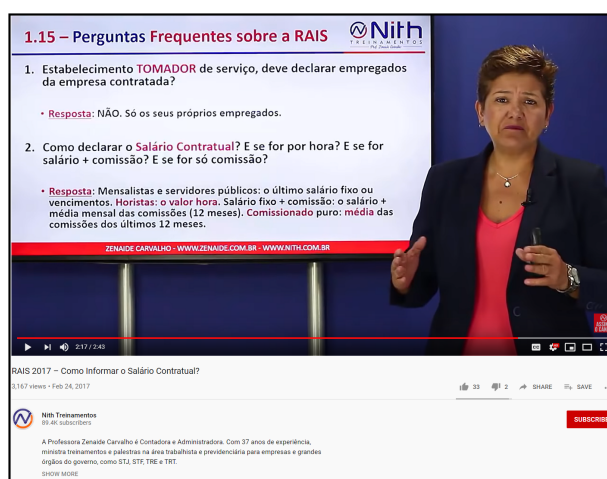 1.15 – Perguntas Frequentes sobre a RAIS
Nith
TREINAMENTOS
Prof. Zenaide Carvalho
1. Estabelecimento TOMADOR de serviço, deve declarar empregados
da empresa contratada?
• Resposta: NÃO. Só os seus próprios empregados.
2. Como declarar o Salário Contratual? E se for por hora? E se for
salário + comissão? E se for só comissão?
• Resposta: Mensalistas e servidores públicos: o último salário fixo ou
vencimentos. Horistas: o valor hora. Salário fixo + comissão: o salário +
média mensal das comissões (12 meses). Comissionado puro: média das
comissões dos últimos 12 meses.
ZENAIDE CARVALHO - WWW.ZENAIDE.COM.BR - WWW.NITH.COM.BR
2:17 / 2:43
RAIS 2017 – Como Informar o Salário Contratual?
3,167 views • Feb 24, 2017
33 2 SHARE SAVE
Nith Treinamentos
89.4K subscribers
SUBSCRIBE
A Professora Zenaide Carvalho é Contadora e Administradora. Com 37 anos de experiência,
ministra treinamentos e palestras na área trabalhista e previdenciária para empresas e grandes
órgãos do governo, como STJ, STF, TRE e TRT.
SHOW MORE